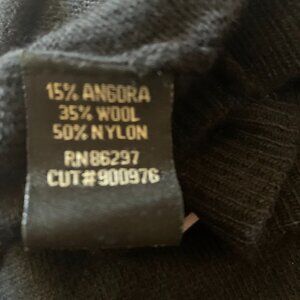 15% ANGORA
35% WOOL
50% NYLON
RN86297
CUT#900976